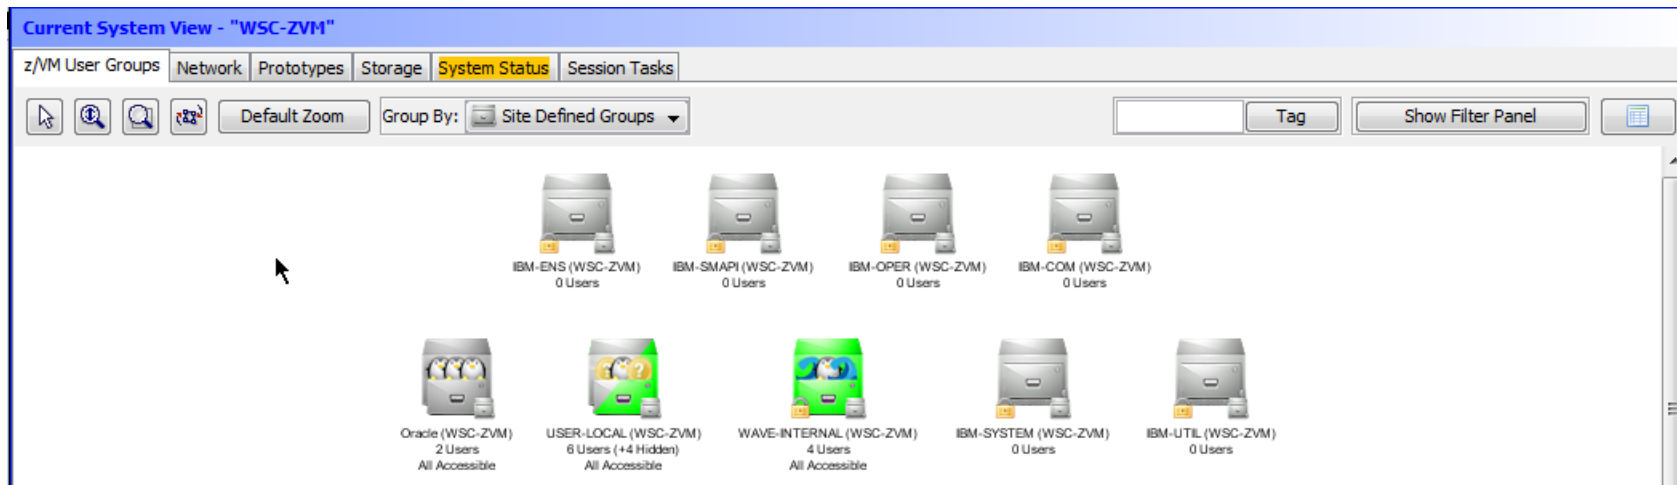 Current System View - "WSC-ZVM"
z/VM User Groups Network Prototypes Storage System Status Session Tasks
Default Zoom Group By: Site Defined Groups Tag Show Filter Panel
IBM-ENS (WSC-ZVM) IBM-SMAPI (WSC-ZVM) IBM-OPER (WSC-ZVM) IBM-COM (WSC-ZVM)
0 Users 0 Users 0 Users 0 Users
Oracle (WSC-ZVM) USER-LOCAL (WSC-ZVM) WAVE-INTERNAL (WSC-ZVM) IBM-SYSTEM (WSC-ZVM) IBM-UTIL (WSC-ZVM)
2 Users 6 Users (+4 Hidden) 4 Users 0 Users 0 Users
All Accessible All Accessible All Accessible